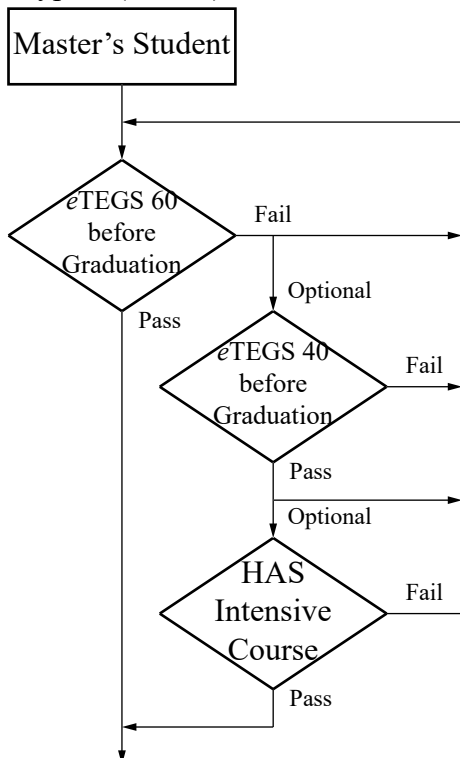 Master's Student
eTEGS 60
before
Graduation
Fail
Optional
Pass
eTEGS 40
before
Graduation
Fail
Pass
Optional
HAS
Intensive
Course
Fail
Pass